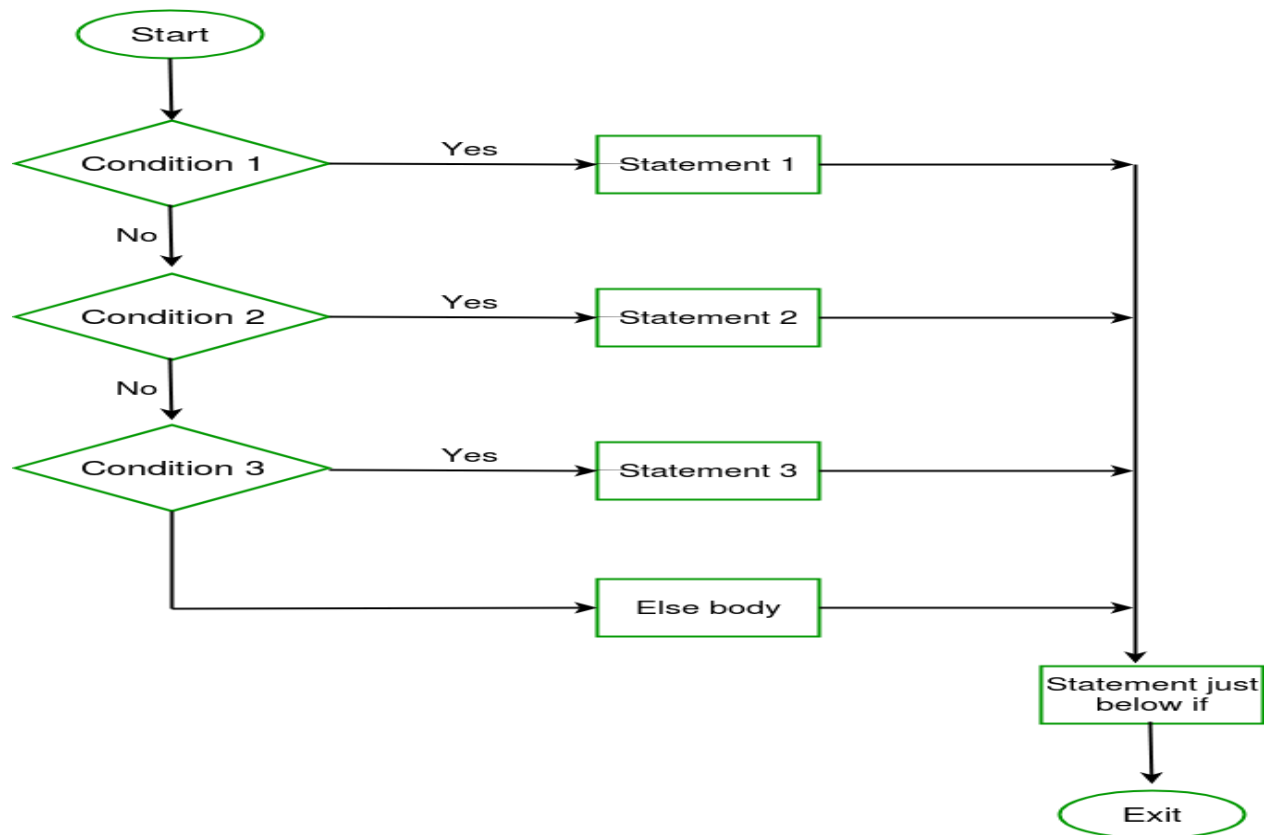 Start
Condition 1
Yes
Statement 1
No
Condition 2
Yes
Statement 2
No
Condition 3
Yes
Statement 3
Else body
Statement just
below if
Exit